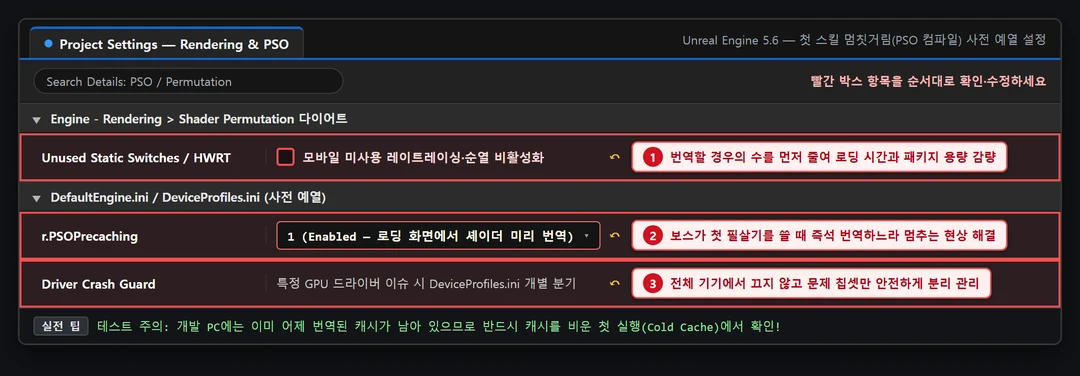 Project Settings — Rendering & PSO
Unreal Engine 5.6 — 첫 스킬 멈칫거림(PSO 컴파일) 사전 예열 설정
Search Details: PSO / Permutation
빨간 박스 항목을 순서대로 확인·수정하세요
▼ Engine - Rendering > Shader Permutation 다이어트
Unused Static Switches / HWRT
모바일 미사용 레이트레이싱·순열 비활성화
1 번역할 경우의 수를 먼저 줄여 로딩 시간과 패키지 용량 감량
▼ DefaultEngine.ini / DeviceProfiles.ini (사전 예열)
r.PSOPrecaching
1 (Enabled — 로딩 화면에서 셰이더 미리 번역)
2 보스가 첫 필살기를 쓸 때 즉석 번역하느라 멈추는 현상 해결
Driver Crash Guard
특정 GPU 드라이버 이슈 시 DeviceProfiles.ini 개별 분기
3 전체 기기에서 끄지 않고 문제 칩셋만 안전하게 분리 관리
실전 팁
테스트 주의: 개발 PC에는 이미 어제 번역된 캐시가 남아 있으므로 반드시 캐시를 비운 첫 실행(Cold Cache)에서 확인!